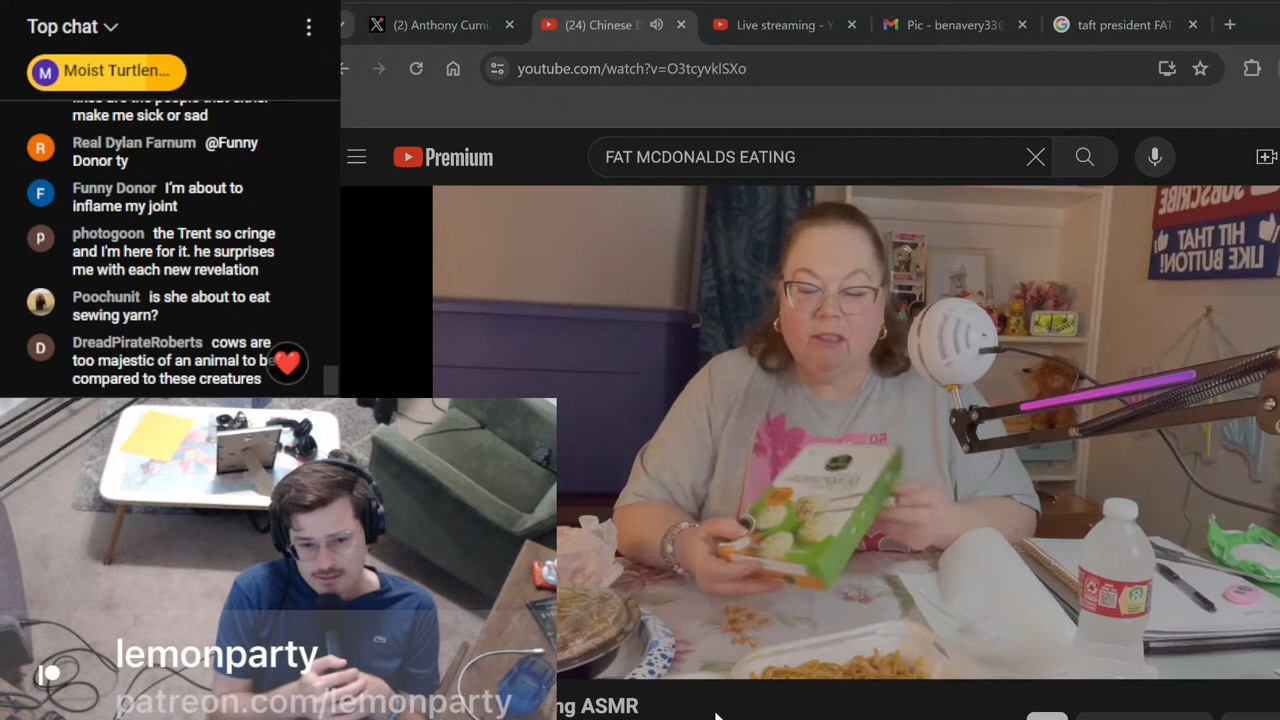 Top chat
Moist Turtlen...
make me sick or sad
Real Dylan Farnum @Funny
Donor ty
Funny Donor I'm about to
inflame my joint
photogoon the Trent so cringe
and I'm here for it. he surprises
me with each new revelation
Poochunit is she about to eat
sewing yarn?
DreadPirateRoberts cows are
too majestic of an animal to be
compared to these creatures
(2) Anthony Cumi
(24) Chinese D
Live streaming - Y
Pic - benavery33@
taft president FAT
youtube.com/watch?v=O3tcyvklSXo
Premium
FAT MCDONALDS EATING
SUBSCRIBE
HIT THAT
LIKE BUTTON!
lemonparty
patreon.com/lemonparty
ng ASMR